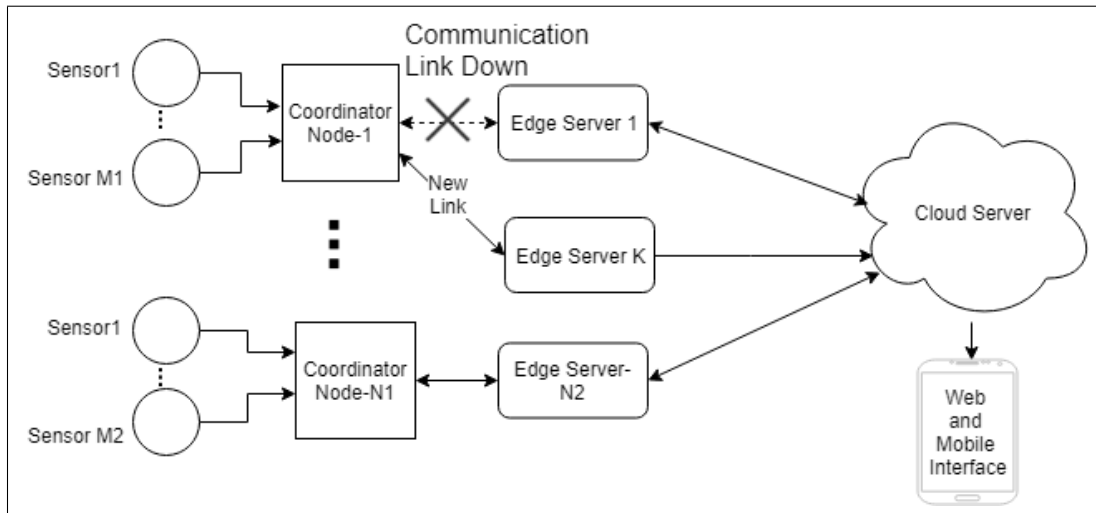 Communication
Link Down
Sensor1
Coordinator
Node-1
Edge Server 1
Sensor M1
New
Link
Cloud Server
Edge Server K
Sensor1
Coordinator
Node-N1
Edge Server-
N2
Sensor M2
Web
and
Mobile
Interface